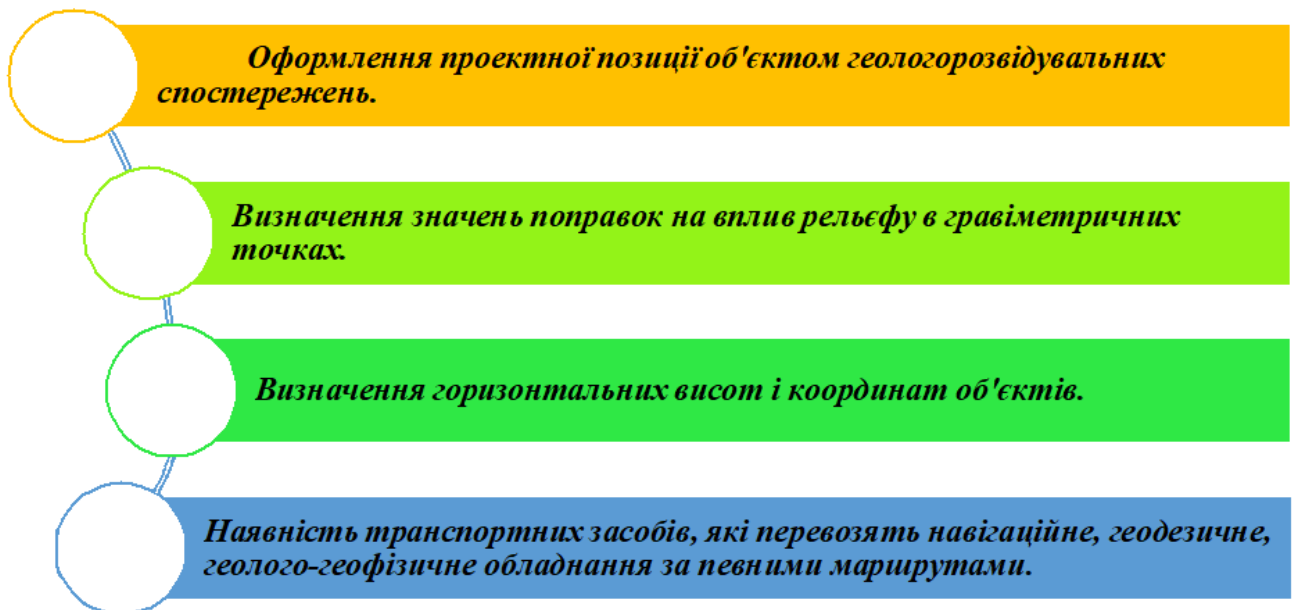 Оформлення проектної позиції об'єктом геологорозвідувальних
спостережень.
Визначення значень поправок на вплив рельєфу в гравіметричних
точках.
Визначення горизонтальних висот і координат об'єктів.
Наявність транспортних засобів, які перевозять навігаційне, геодезичне,
геолого-геофізичне обладнання за певними маршрутами.